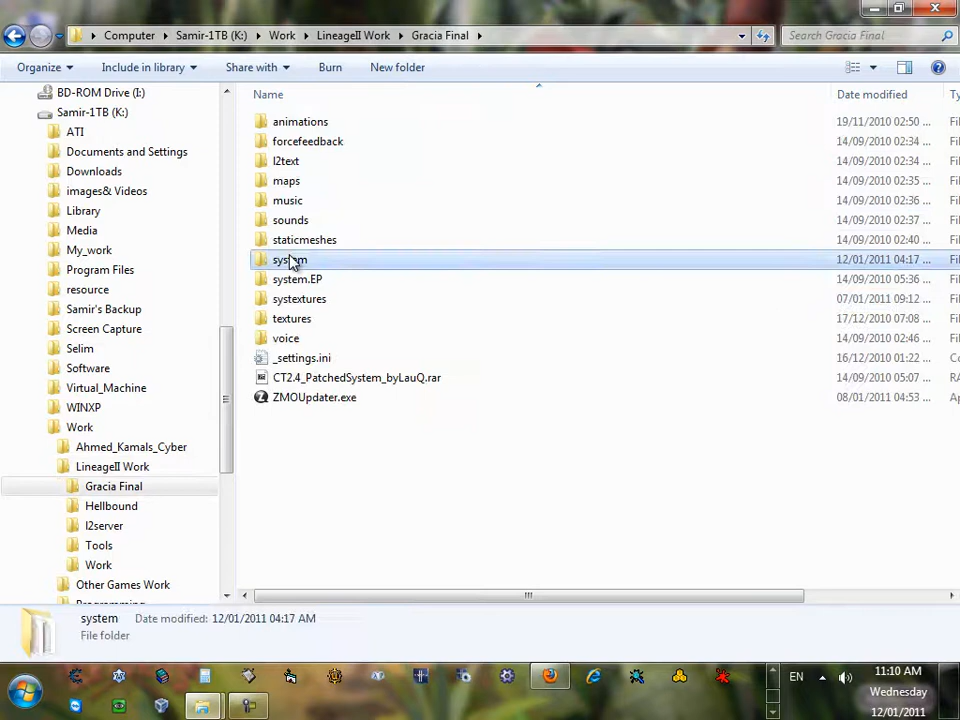 Computer ▸ Samir-1TB (K:) ▸ Work ▸ LineageII Work ▸ Gracia Final ▸
Search Gracia Final
Organize Include in library Share with Burn New folder
Name Date modified Ty
BD-ROM Drive (I:)
Samir-1TB (K:)
ATI
Documents and Settings
Downloads
images& Videos
Library
Media
My_work
Program Files
resource
Samir's Backup
Screen Capture
Selim
Software
Virtual_Machine
WINXP
Work
Ahmed_Kamals_Cyber
LineageII Work
Gracia Final
Hellbound
l2server
Tools
Work
Other Games Work
animations 19/11/2010 02:50 ... Fil
forcefeedback 14/09/2010 02:34 ... Fil
l2text 14/09/2010 02:34 ... Fil
maps 14/09/2010 02:35 ... Fil
music 14/09/2010 02:36 ... Fil
sounds 14/09/2010 02:37 ... Fil
staticmeshes 14/09/2010 02:40 ... Fil
system 12/01/2011 04:17 ... Fil
system.EP 14/09/2010 05:36 ... Fil
systextures 07/01/2011 09:12 ... Fil
textures 17/12/2010 07:08 ... Fil
voice 14/09/2010 02:46 ... Fil
_settings.ini 16/12/2010 01:22 ... Co
CT2.4_PatchedSystem_byLauQ.rar 14/09/2010 05:07 ... RA
ZMOUpdater.exe 08/01/2011 04:53 ... Ap
system Date modified: 12/01/2011 04:17 AM
File folder
EN
11:10 AM
Wednesday
12/01/2011